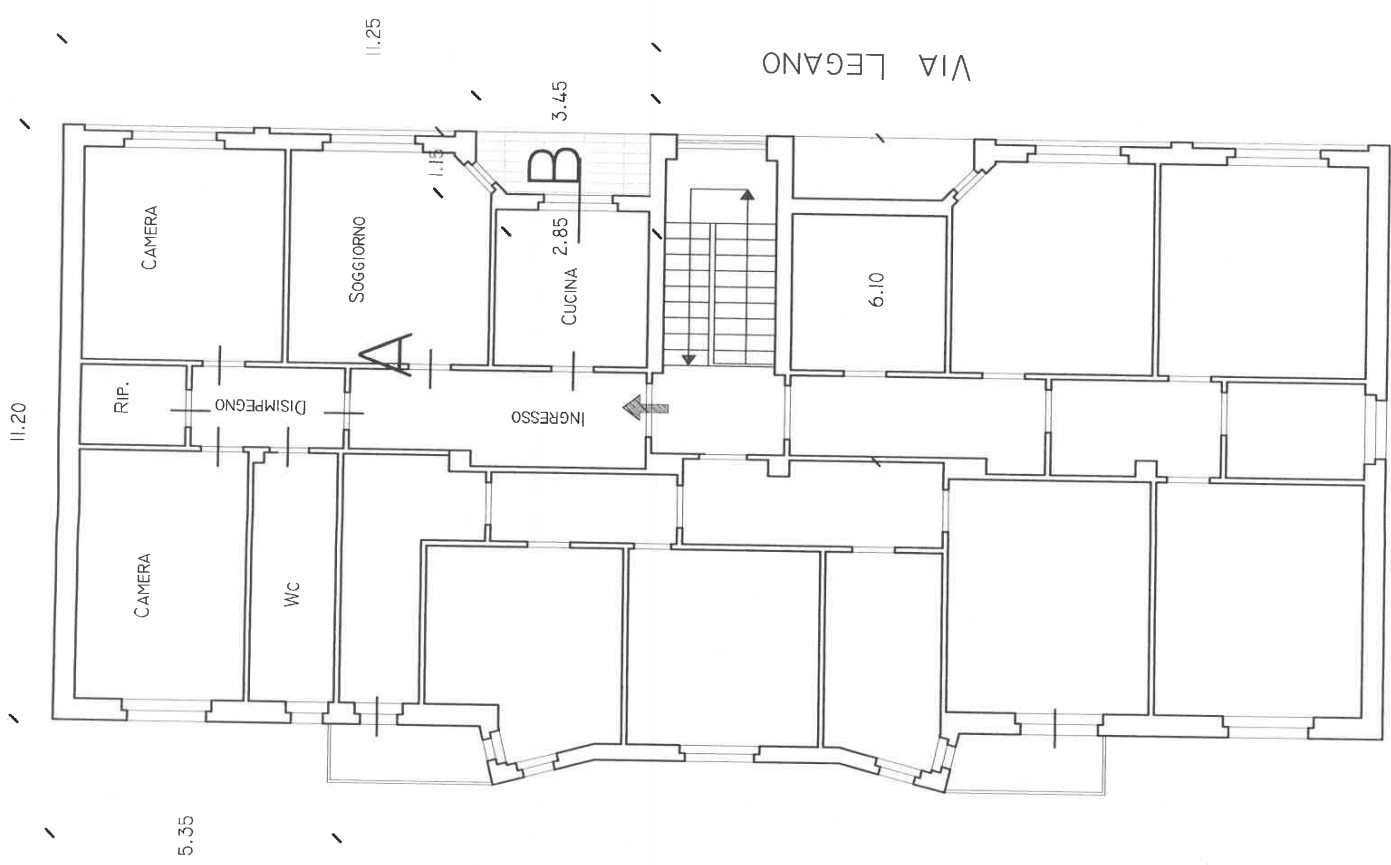 11.25
VIA LEGANO
3.45
1.15
B
CAMERA
SOGGIORNO
2.85
CUCINA
6.10
A
11.20
RIP.
DISIMPEGNO
INGRESSO
CAMERA
WC
5.35